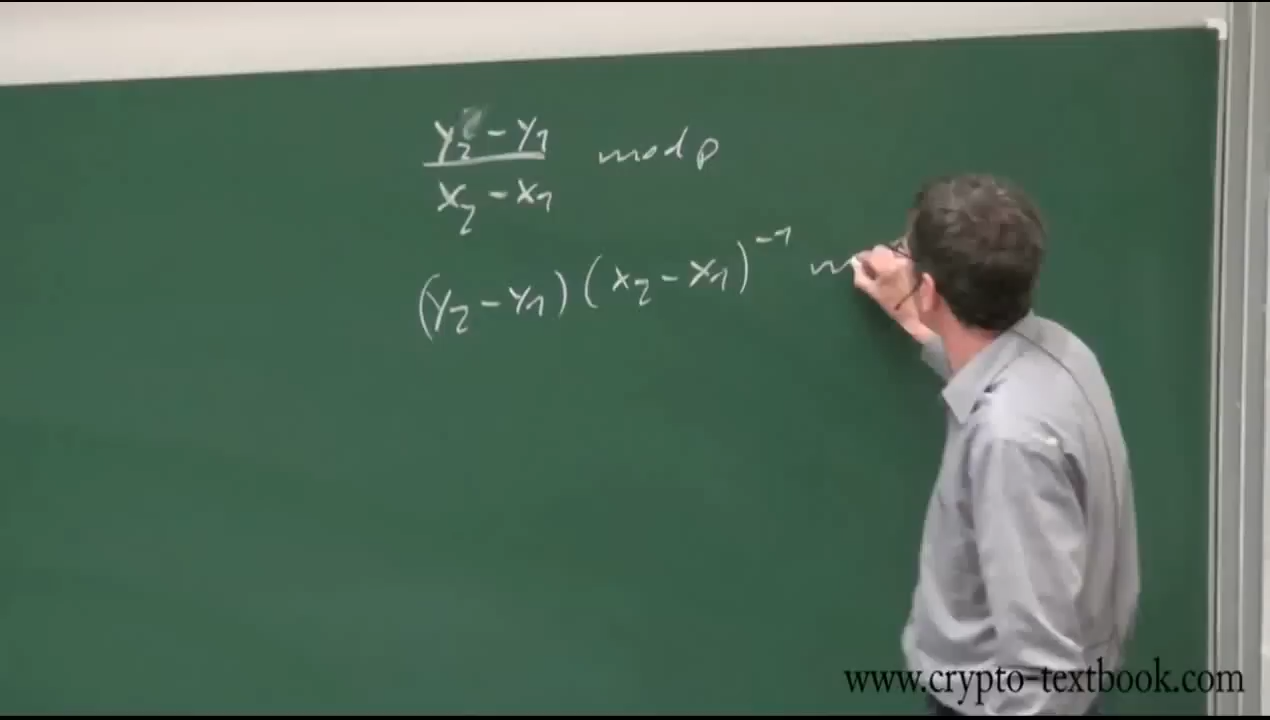 y₂ - y₁
x₂ - x₁
mod p
(y₂ - y₁) (x₂ - x₁)⁻¹ m
www.crypto-textbook.com